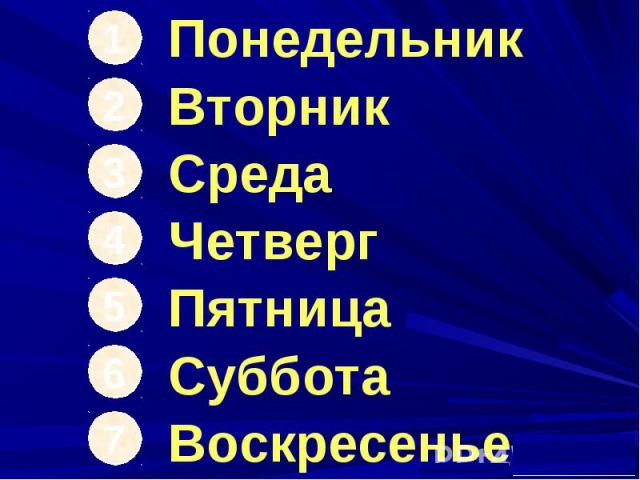 1 Понедельник
2 Вторник
3 Среда
4 Четверг
5 Пятница
6 Суббота
7 Воскресенье